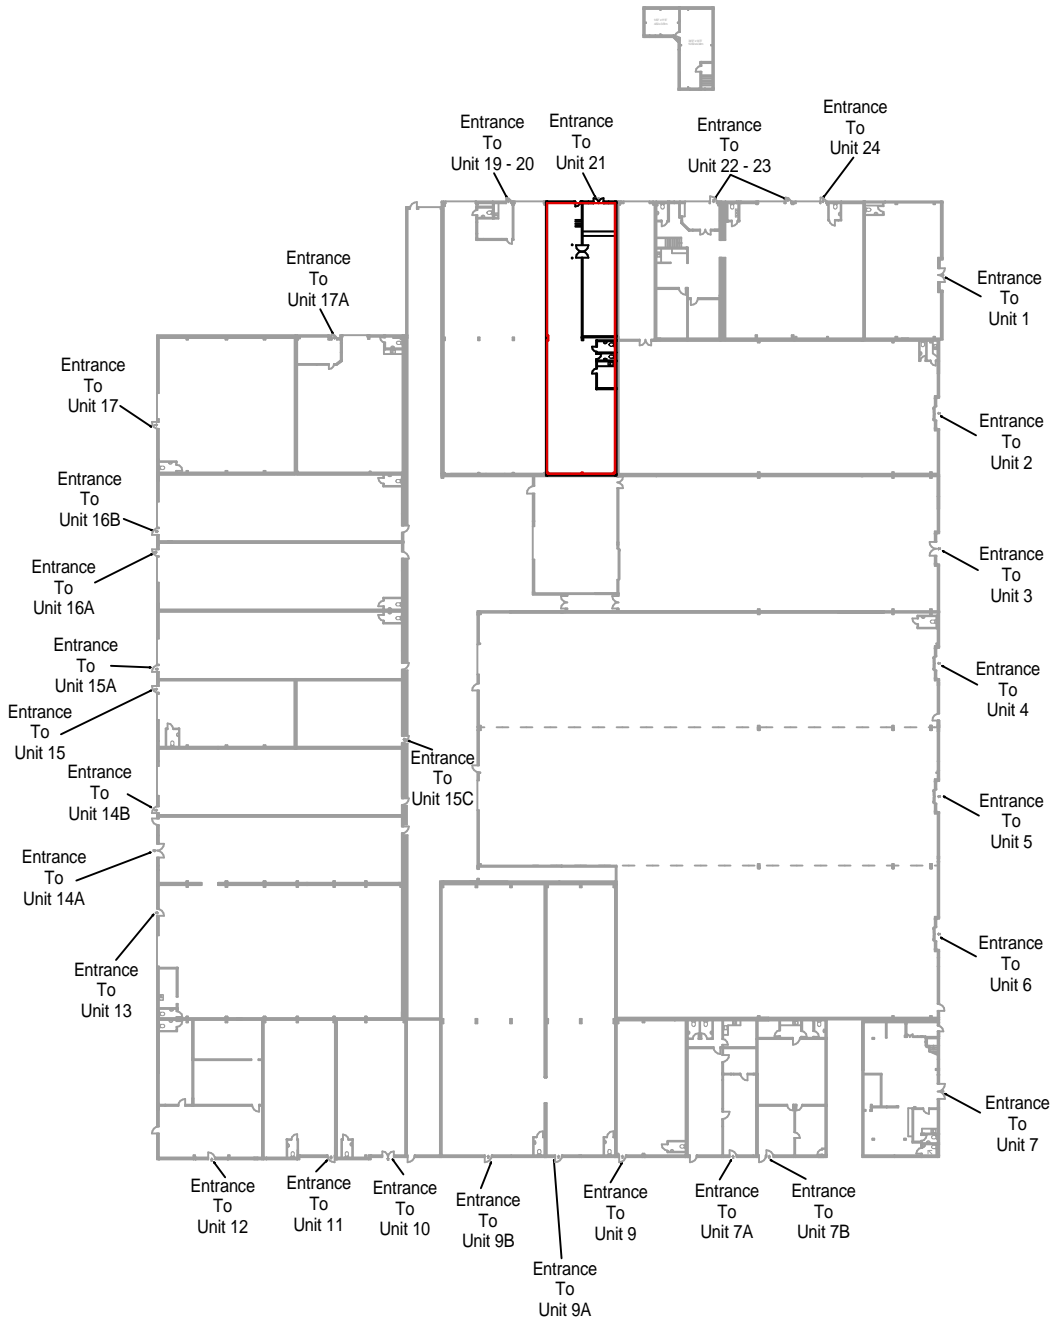 Entrance
To
Unit 19 - 20
Entrance
To
Unit 21
Entrance
To
Unit 22 - 23
Entrance
To
Unit 24
Entrance
To
Unit 17A
Entrance
To
Unit 1
Entrance
To
Unit 17
Entrance
To
Unit 2
Entrance
To
Unit 16B
Entrance
To
Unit 16A
Entrance
To
Unit 3
Entrance
To
Unit 15A
Entrance
To
Unit 4
Entrance
To
Unit 15
Entrance
To
Unit 15C
Entrance
To
Unit 14B
Entrance
To
Unit 5
Entrance
To
Unit 14A
Entrance
To
Unit 13
Entrance
To
Unit 6
Entrance
To
Unit 7
Entrance
To
Unit 12
Entrance
To
Unit 11
Entrance
To
Unit 10
Entrance
To
Unit 9B
Entrance
To
Unit 9
Entrance
To
Unit 7A
Entrance
To
Unit 7B
Entrance
To
Unit 9A